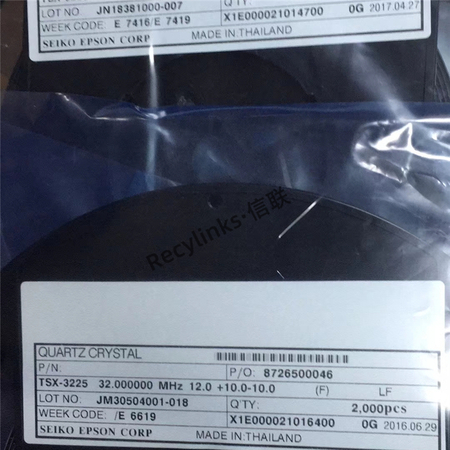 LOT NO JN18381000-007 Q'TY:
WEEK CODE: E 7416/E 7419 X1E000021014700 0G 2017.04.27
SEIKO EPSON CORP MADE IN THAILAND
Recylinks·信联
QUARTZ CRYSTAL
P/N: P/O: 8726500046
TSX-3225 32.000000 MHz 12.0 +10.0-10.0 (F) LF
LOT NO JM30504001-018 Q'TY: 2,000pcs
WEEK CODE: /E 6619 X1E000021016400 0G 2016.06.29
SEIKO EPSON CORP MADE IN THAILAND